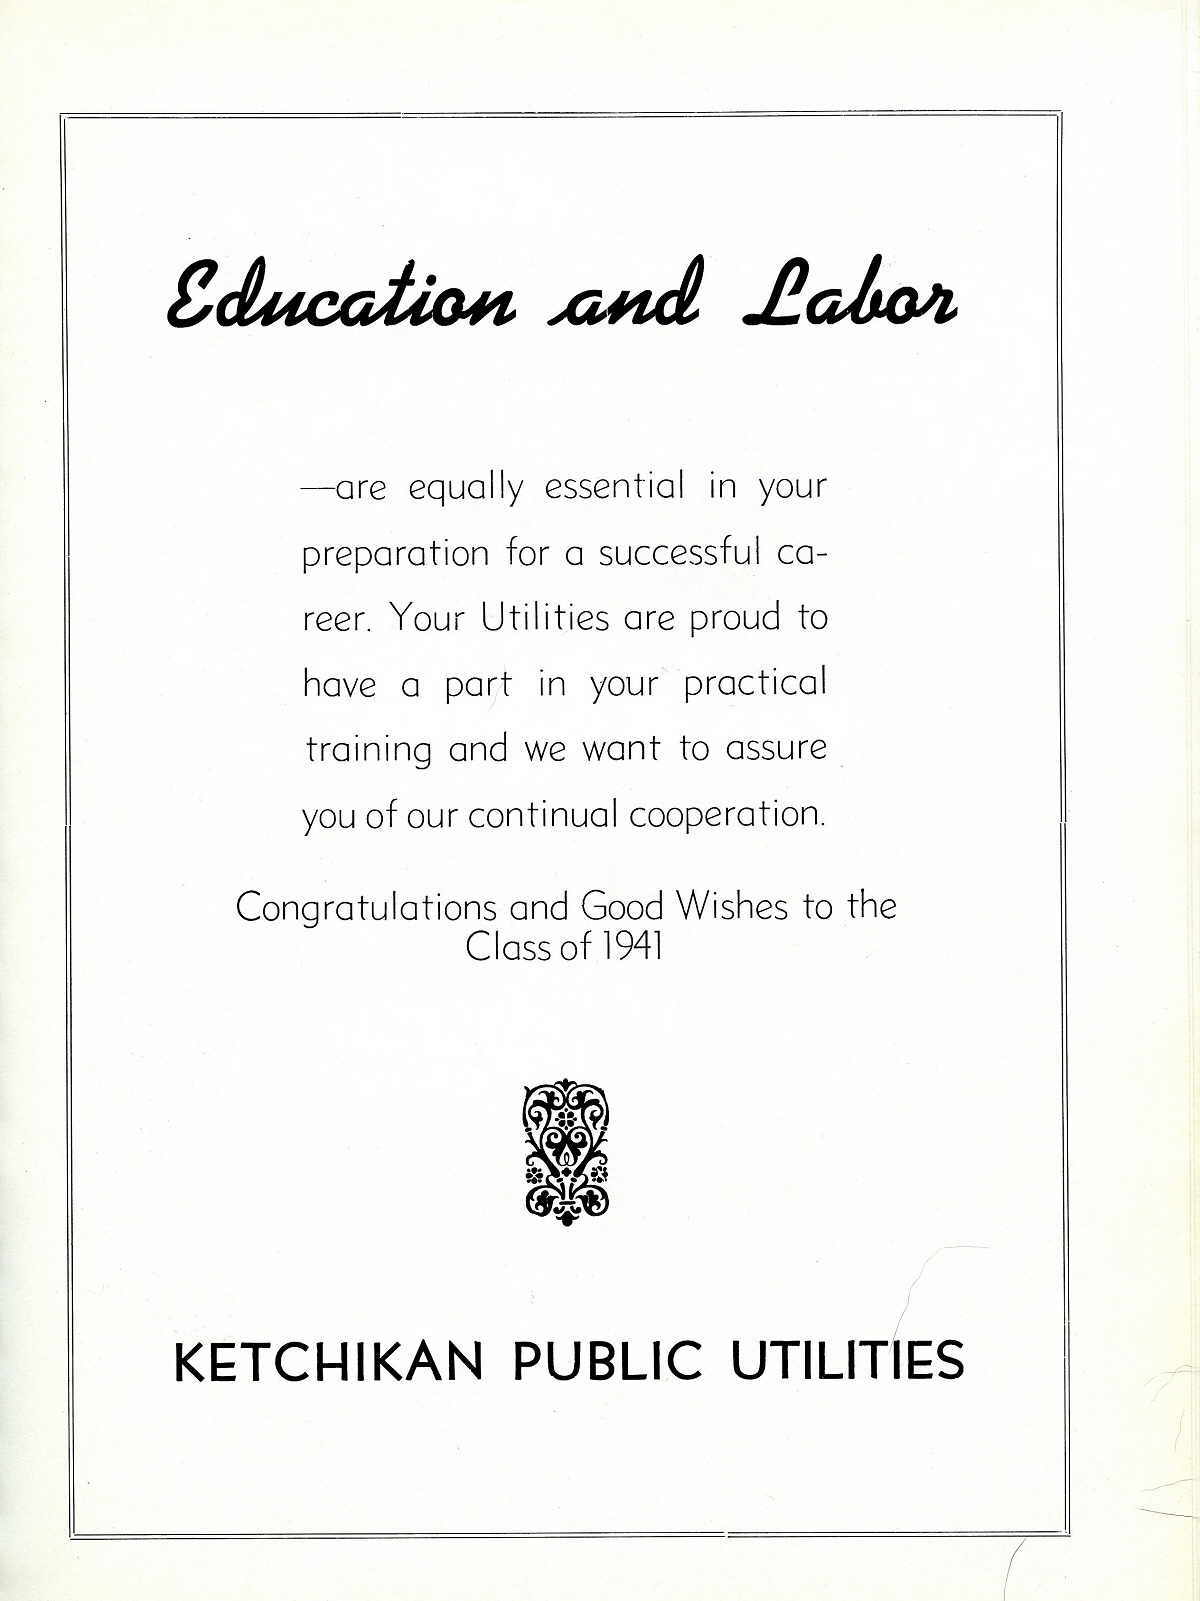 Education and Labor
—are equally essential in your
preparation for a successful ca-
reer. Your Utilities are proud to
have a part in your practical
training and we want to assure
you of our continual cooperation.
Congratulations and Good Wishes to the
Class of 1941
KETCHIKAN PUBLIC UTILITIES